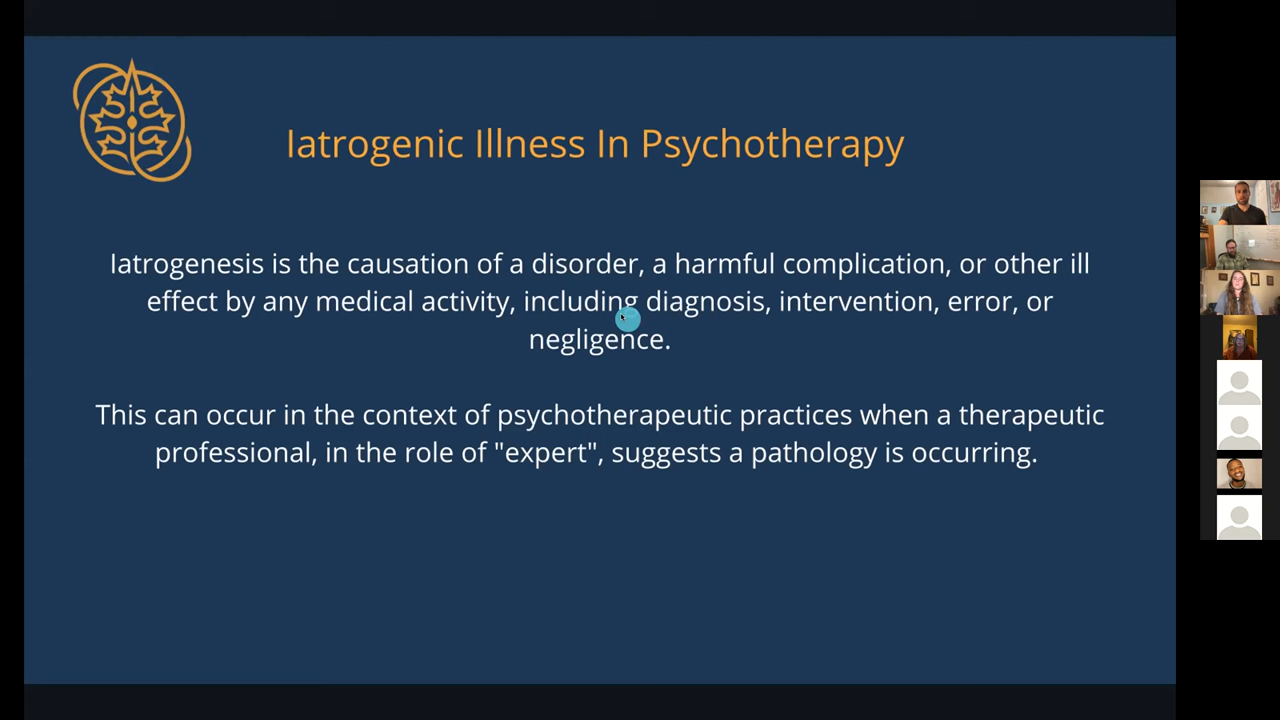 Iatrogenic Illness In Psychotherapy
Iatrogenesis is the causation of a disorder, a harmful complication, or other ill
effect by any medical activity, including diagnosis, intervention, error, or
negligence.
This can occur in the context of psychotherapeutic practices when a therapeutic
professional, in the role of "expert", suggests a pathology is occurring.